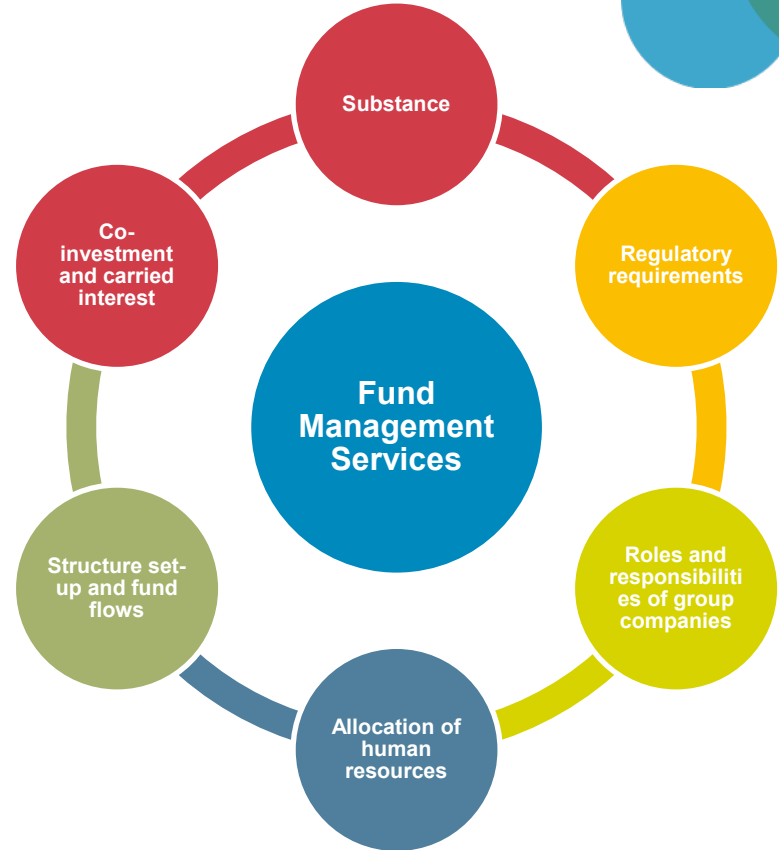 Substance
Regulatory
requirements
Roles and
responsibiliti
es of group
companies
Allocation of
human
resources
Structure set-
up and fund
flows
Co-
investment
and carried
interest
Fund
Management
Services